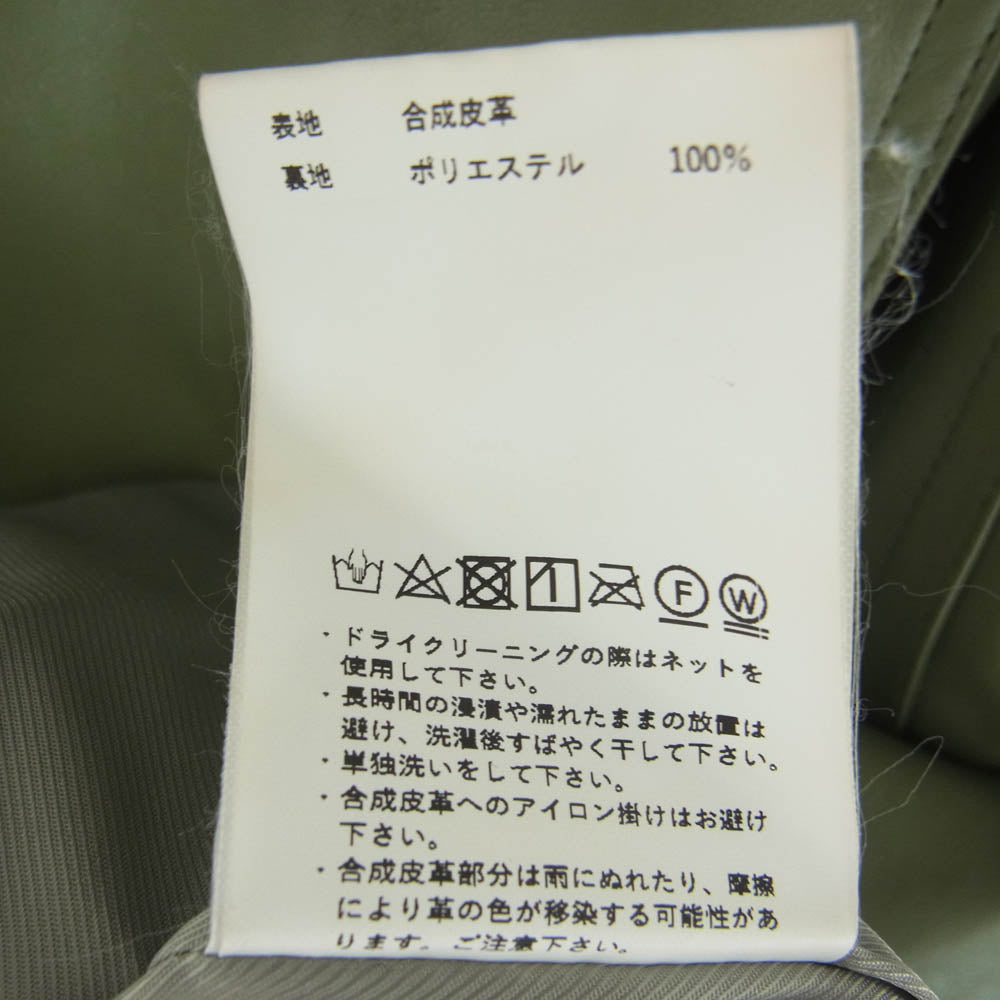 表地 合成皮革
裏地 ポリエステル 100%
F W
・ドライクリーニングの際はネットを
使用して下さい。
・長時間の浸漬や濡れたままの放置は
避け、洗濯後すばやく干して下さい。
・単独洗いをして下さい。
・合成皮革へのアイロン掛けはお避け
下さい。
・合成皮革部分は雨にぬれたり、摩擦
により革の色が移染する可能性があ
ります。ご注意下さい。